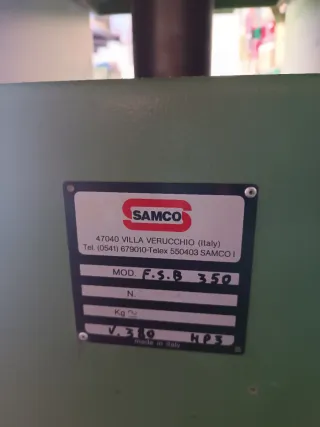 SAMCO
47040 VILLA VERUCCHIO (Italy)
Tel. (0541) 679010-Telex 550403 SAMCO I
MOD. F.S.B 350
N.
Kg
V. 380 HP3
made in Italy